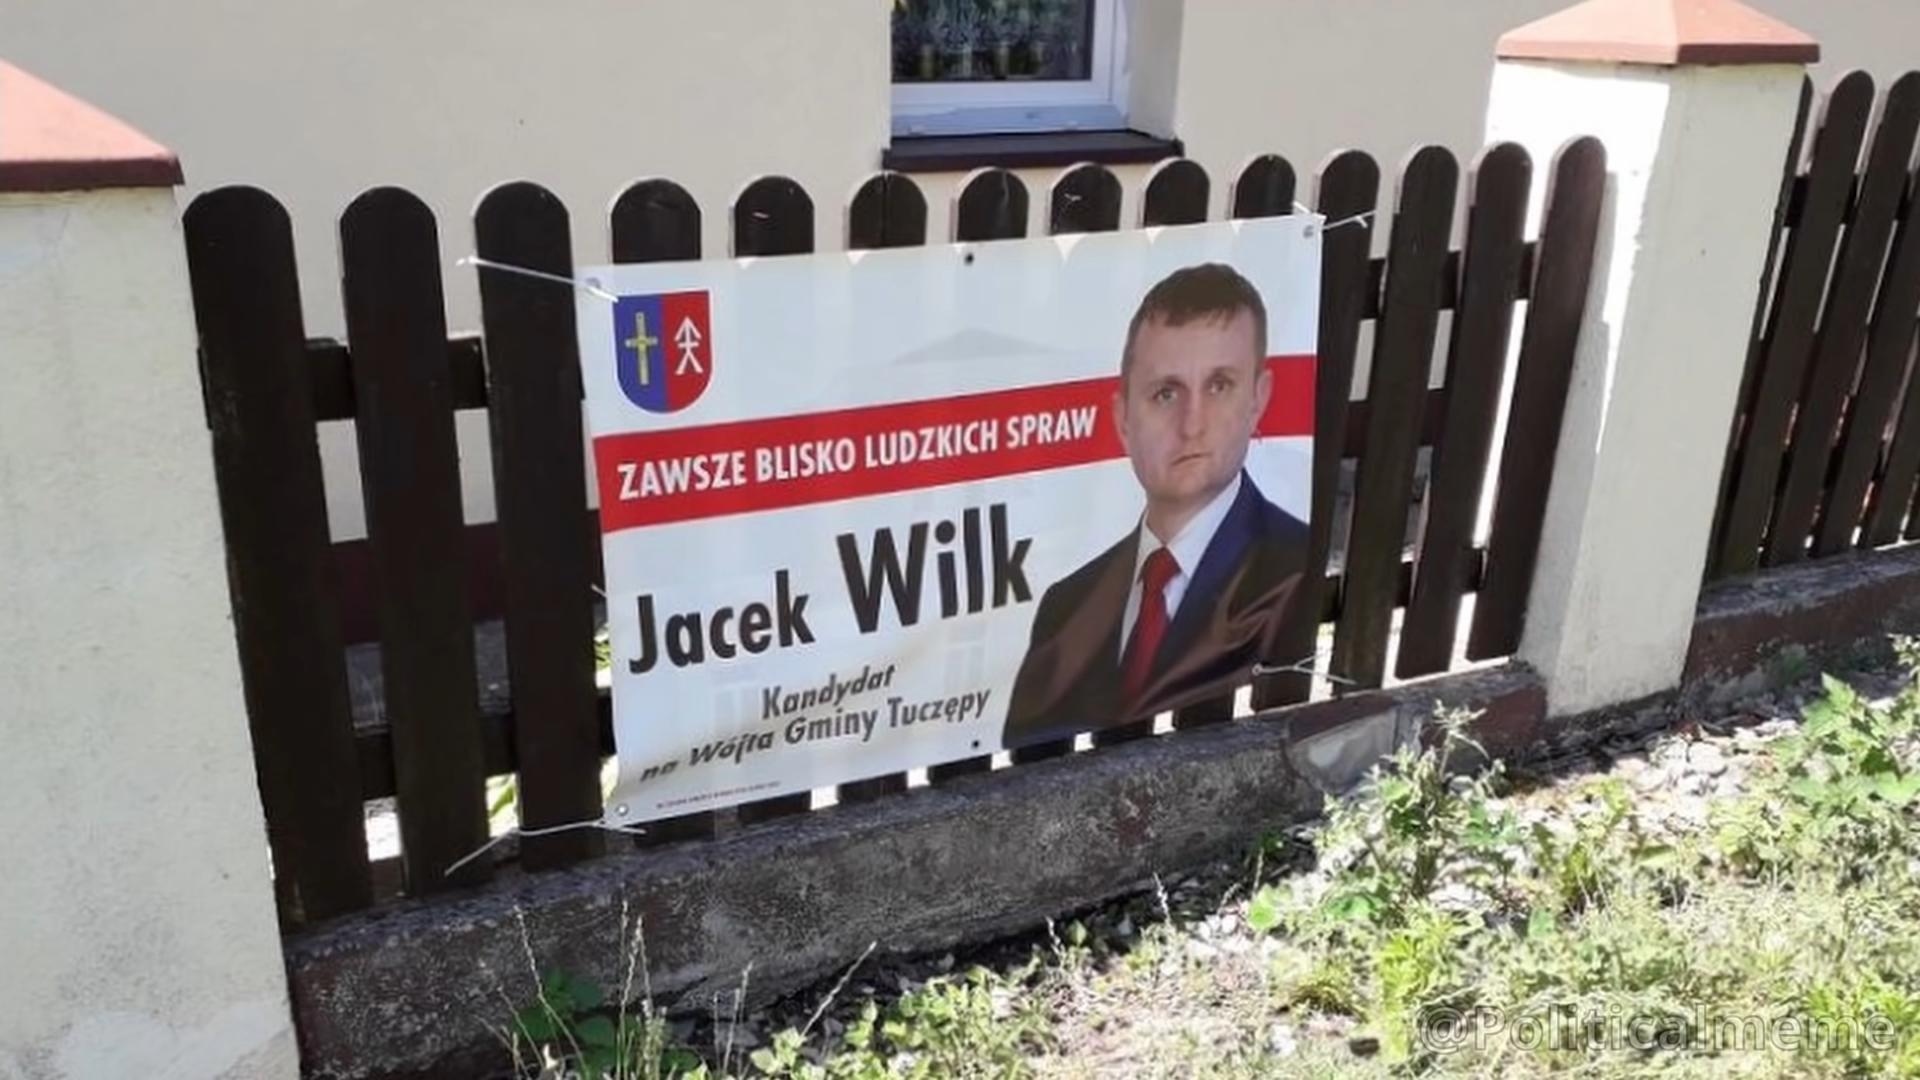 ZAWSZE BLISKO LUDZKICH SPRAW
Jacek Wilk
Kandydat
na Wójta Gminy Tuczępy
@Politicalmeme